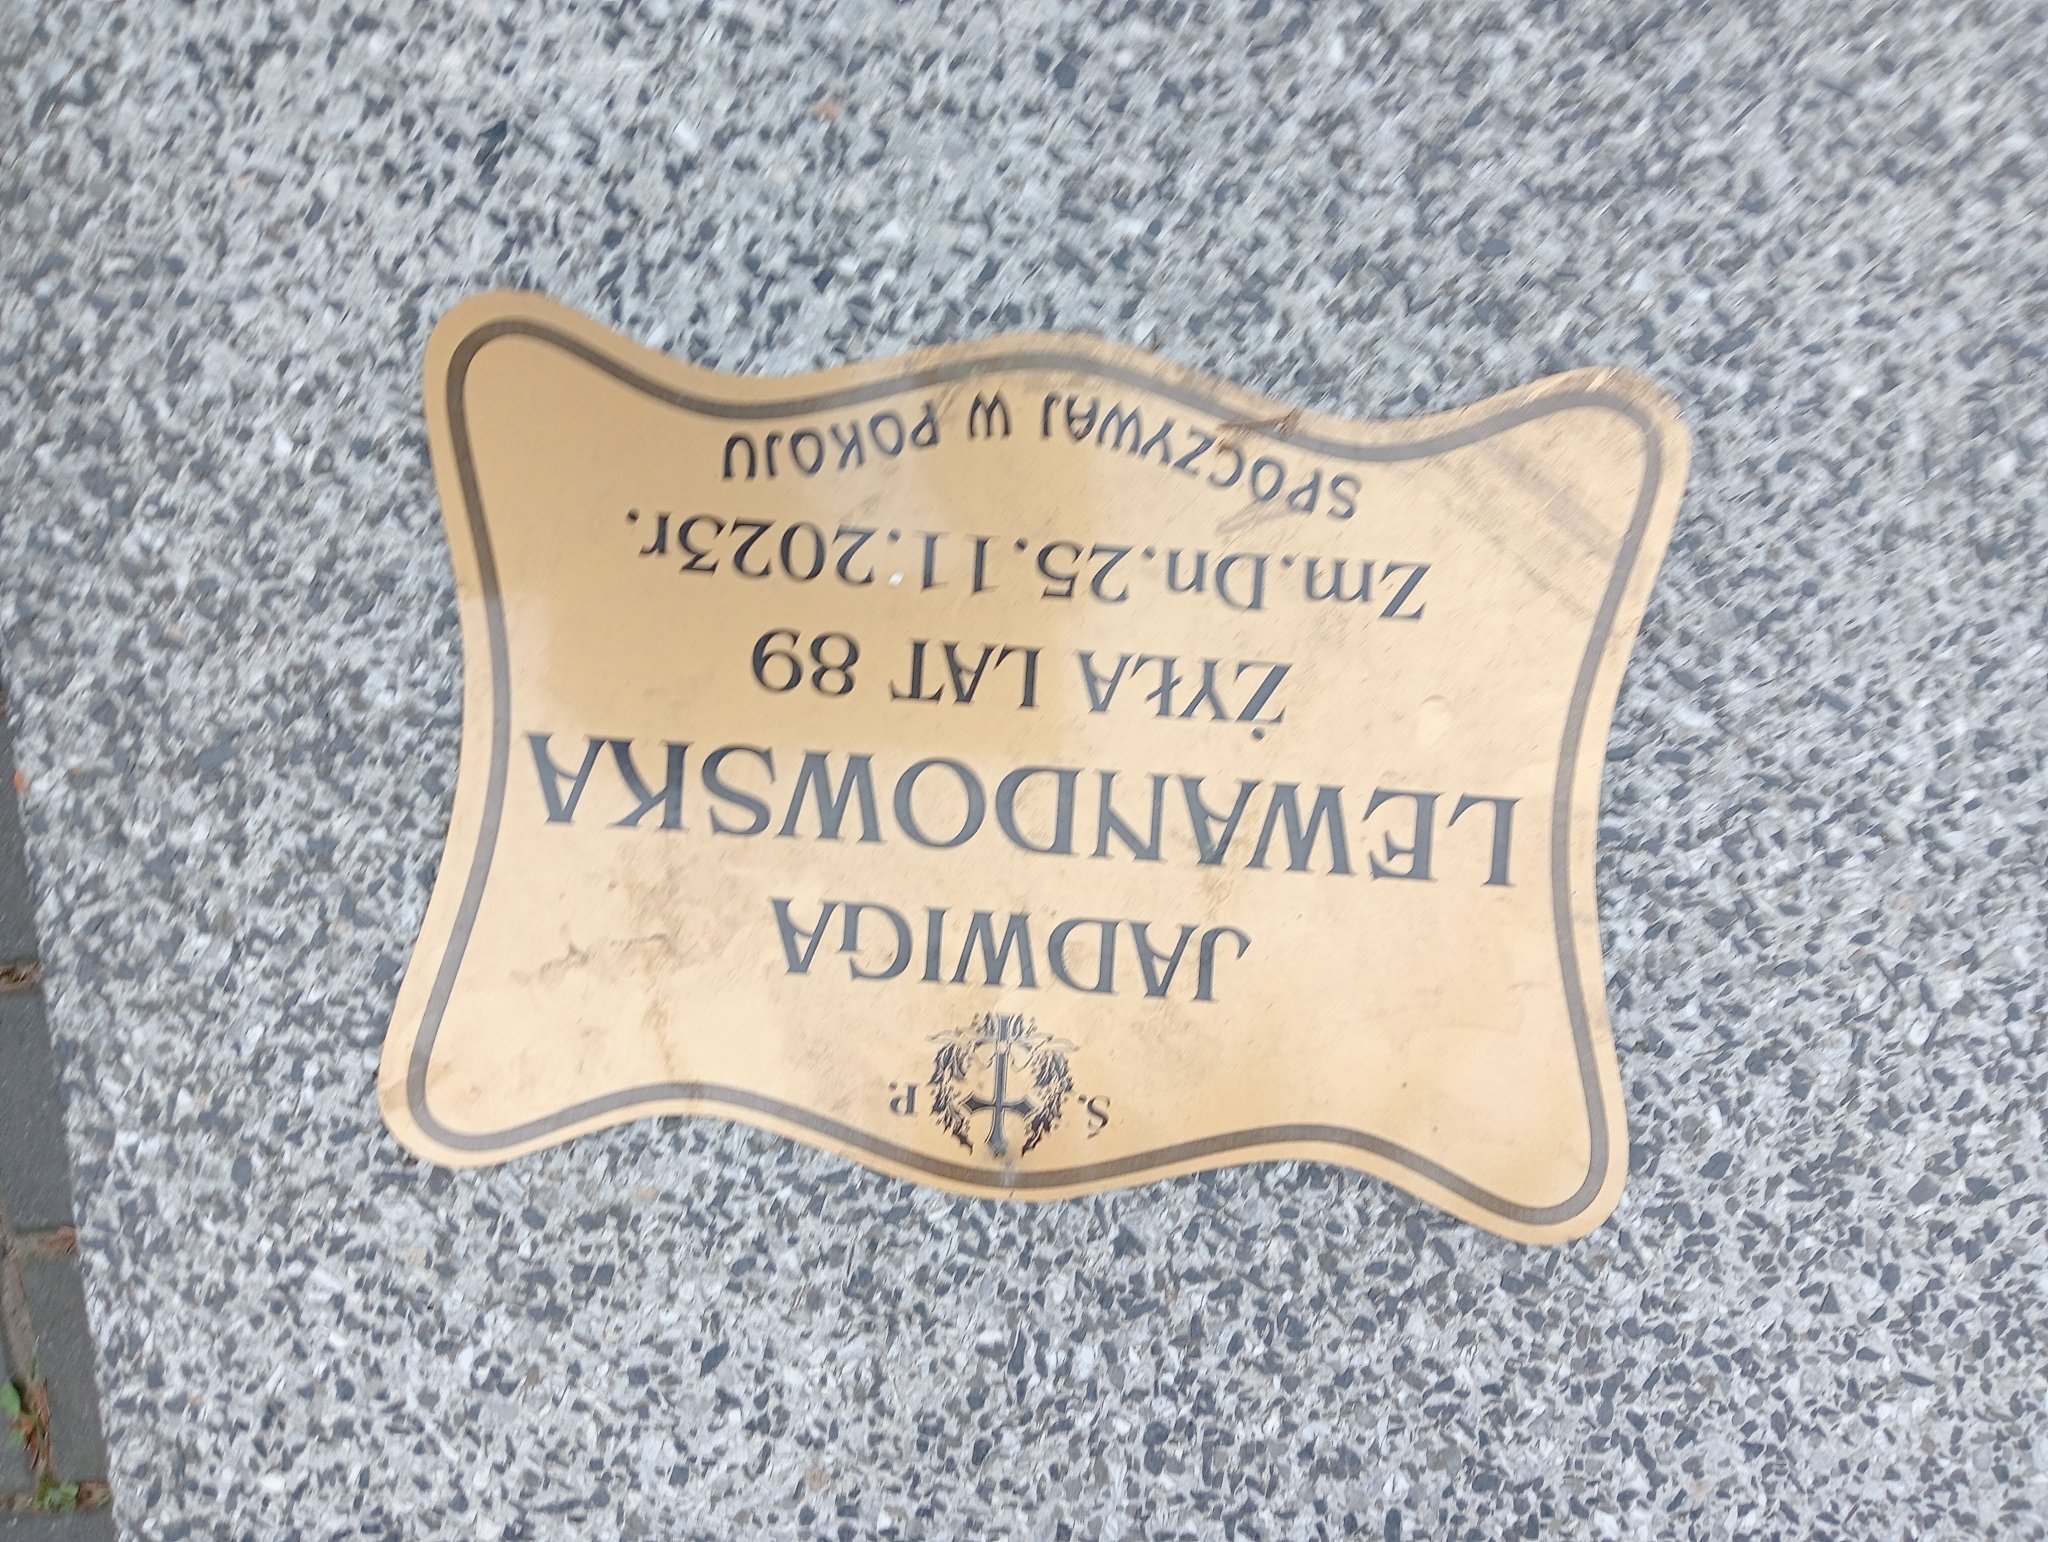 Ś. P.
JADWIGA
LEWANDOWSKA
ŻYŁA LAT 89
Zm.Dn.25.11.2023r.
SPOCZYWAJ W POKOJU